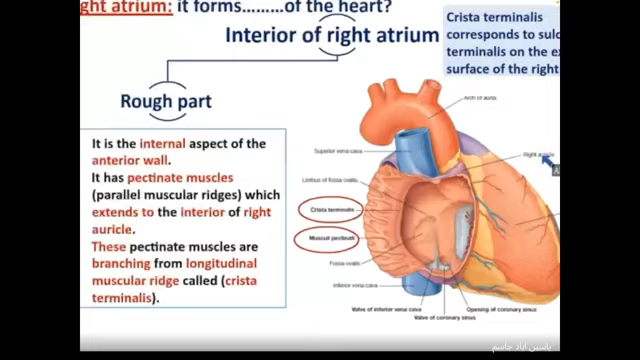 ght atrium: it forms.........of the heart?
Interior of right atrium
Crista terminalis
corresponds to sulc
terminalis on the ex
surface of the right
Rough part
It is the internal aspect of the
anterior wall.
It has pectinate muscles
(parallel muscular ridges) which
extends to the interior of right
auricle.
These pectinate muscles are
branching from longitudinal
muscular ridge called (crista
terminalis).
Arch of aorta
Superior vena cava
Right auricle
Limbus of fossa ovalis
Crista terminalis
Musculi pectinati
Fossa ovalis
Inferior vena cava
Valve of inferior vena cava
Opening of coronary sinus
Valve of coronary sinus
ياسين اياد جاسم